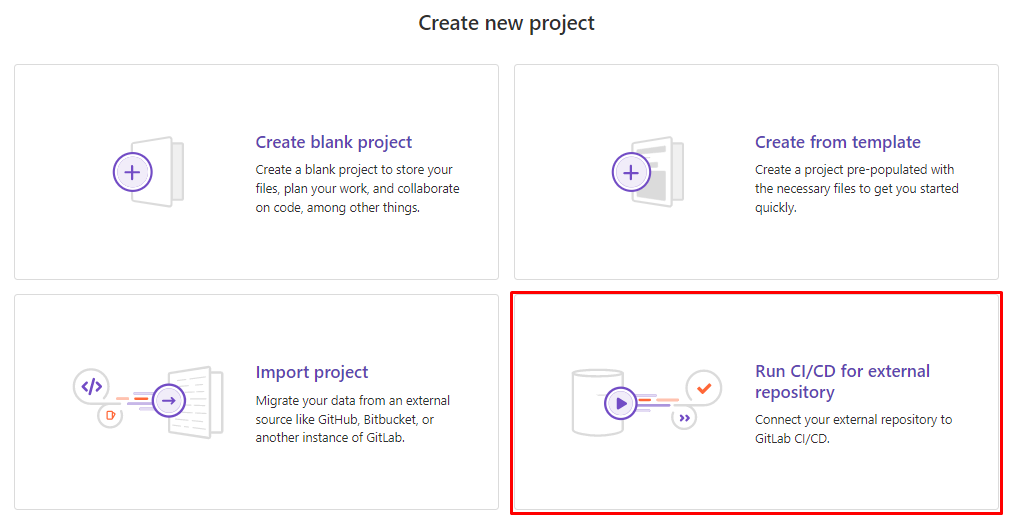 Create new project
Create blank project
Create a blank project to store your
files, plan your work, and collaborate
on code, among other things.
Create from template
Create a project pre-populated with
the necessary files to get you started
quickly.
Import project
Migrate your data from an external
source like GitHub, Bitbucket, or
another instance of GitLab.
Run CI/CD for external
repository
Connect your external repository to
GitLab CI/CD.